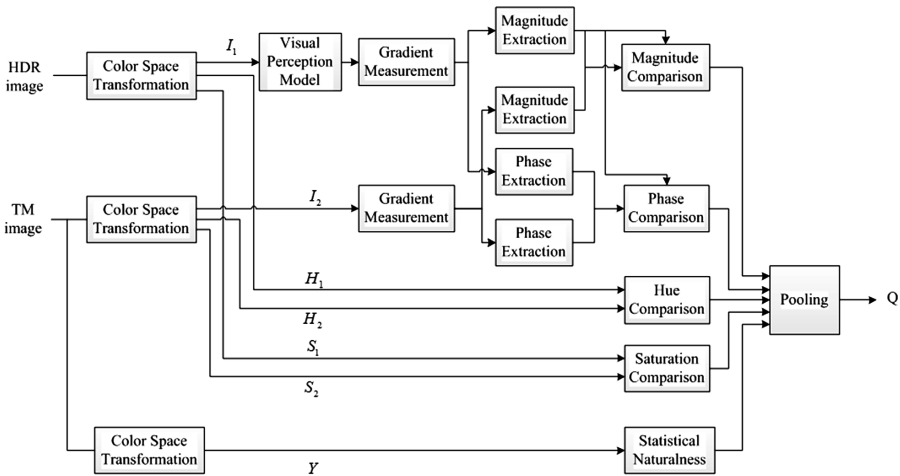 HDR
image
Color Space
Transformation
I1
Visual
Perception
Model
Gradient
Measurement
Magnitude
Extraction
Magnitude
Comparison
Magnitude
Extraction
Phase
Extraction
TM
image
Color Space
Transformation
I2
Gradient
Measurement
Phase
Comparison
Phase
Extraction
H1
Hue
Comparison
H2
Pooling
Q
S1
Saturation
Comparison
S2
Color Space
Transformation
Y
Statistical
Naturalness